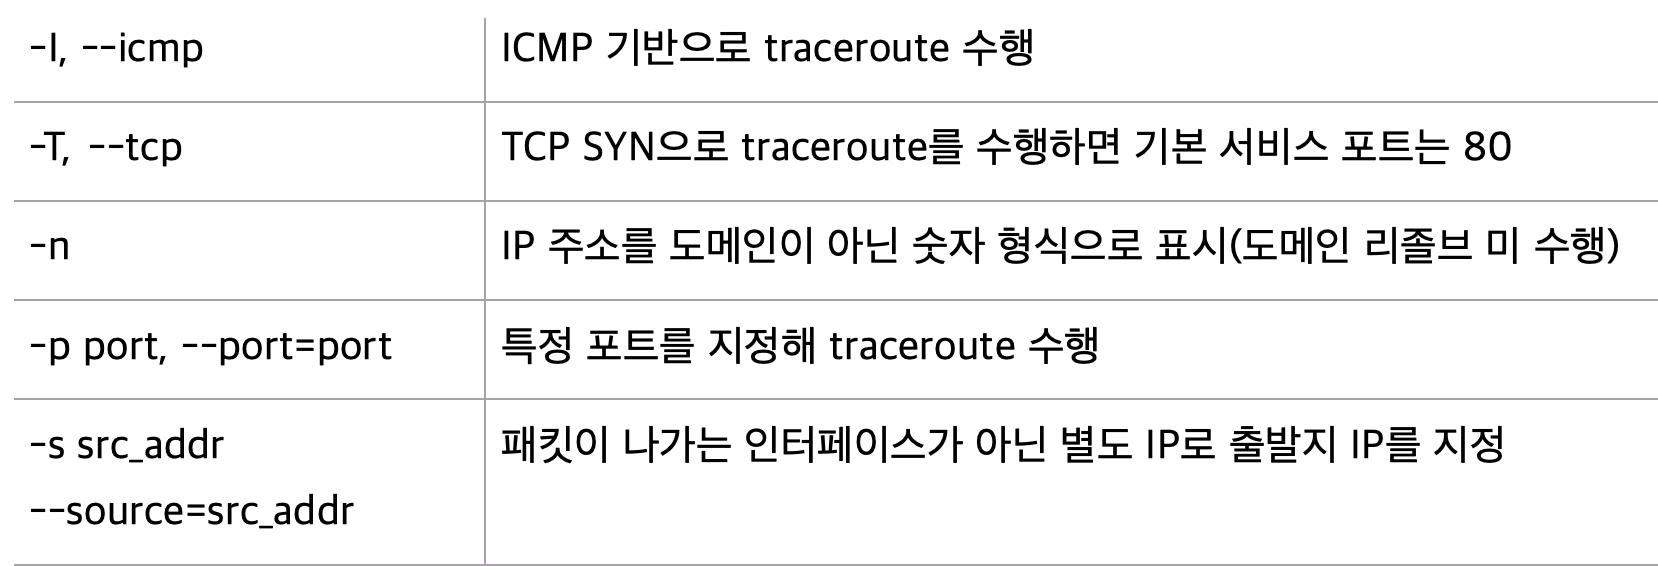 -I, --icmp
ICMP 기반으로 traceroute 수행
-T, --tcp
TCP SYN으로 traceroute를 수행하면 기본 서비스 포트는 80
-n
IP 주소를 도메인이 아닌 숫자 형식으로 표시(도메인 리졸브 미 수행)
-p port, --port=port
특정 포트를 지정해 traceroute 수행
-s src_addr
--source=src_addr
패킷이 나가는 인터페이스가 아닌 별도 IP로 출발지 IP를 지정